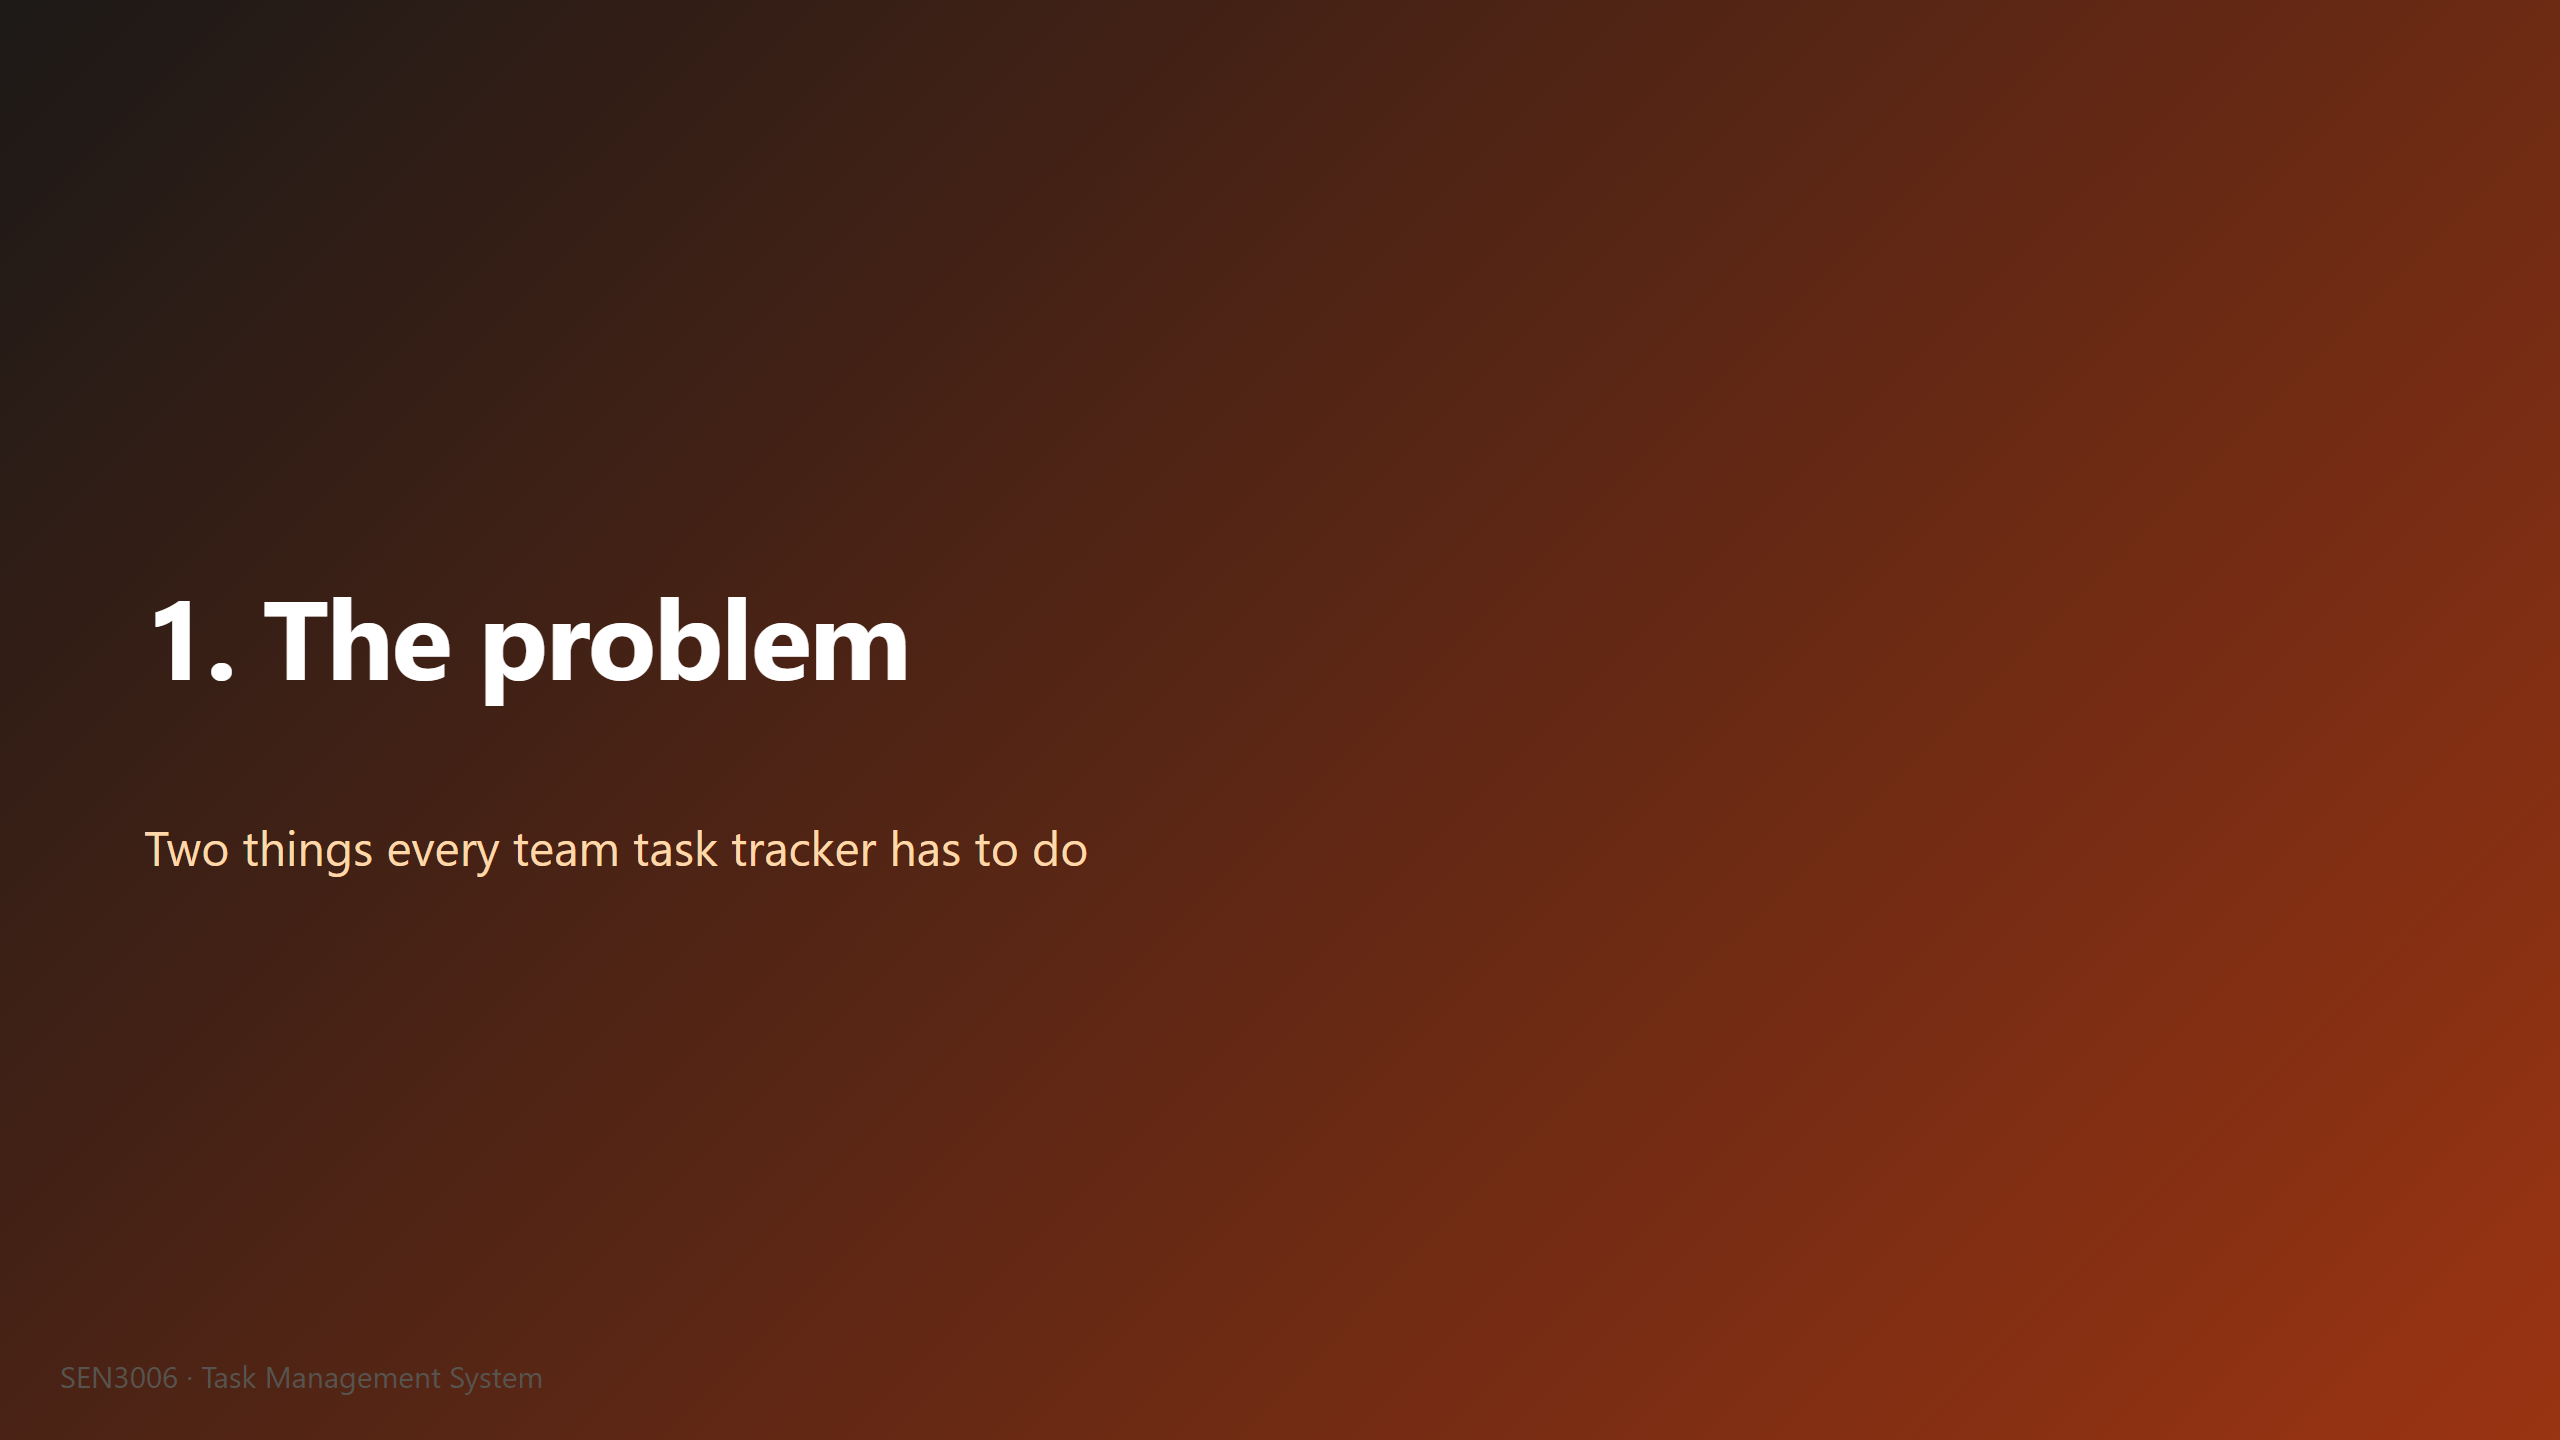 1. The problem
Two things every team task tracker has to do
SEN3006 · Task Management System